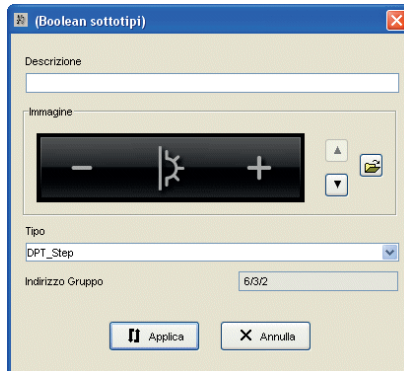 (Boolean sottotipi)
Descrizione
Immagine
− +
Tipo
DPT_Step
Indirizzo Gruppo 6/3/2
Applica Annulla